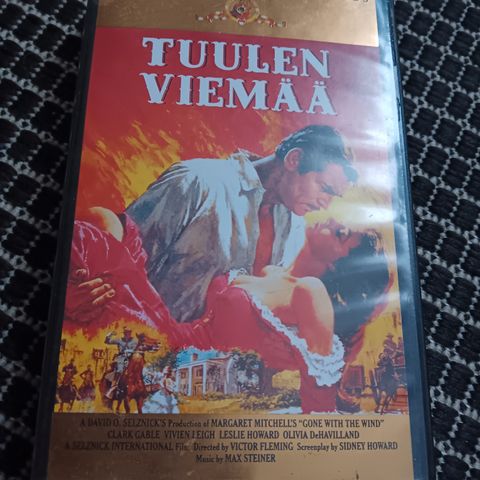 TUULEN
VIEMÄÄ
A DAVID O. SELZNICK'S Production of MARGARET MITCHELL'S "GONE WITH THE WIND"
CLARK GABLE VIVIEN LEIGH LESLIE HOWARD OLIVIA DeHAVILLAND
A SELZNICK INTERNATIONAL Film Directed by VICTOR FLEMING Screenplay by SIDNEY HOWARD
Music by MAX STEINER